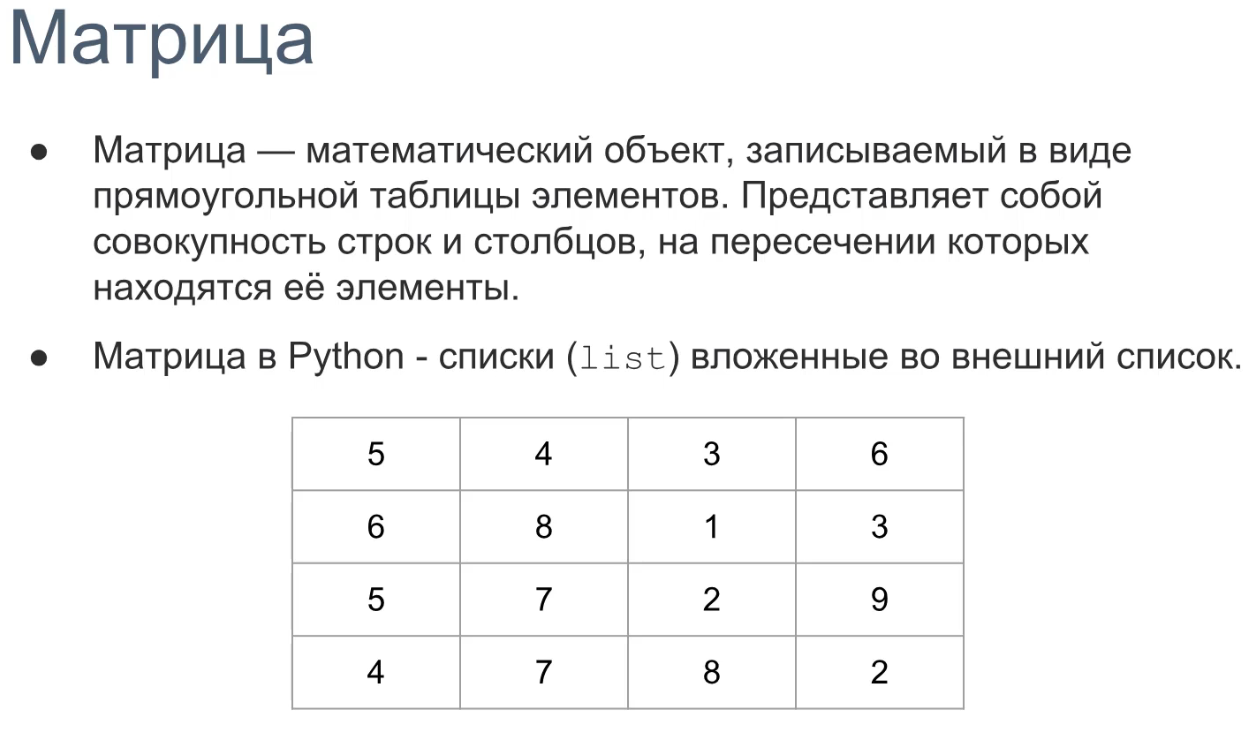 Матрица
● Матрица — математический объект, записываемый в виде
прямоугольной таблицы элементов. Представляет собой
совокупность строк и столбцов, на пересечении которых
находятся её элементы.
● Матрица в Python - списки (list) вложенные во внешний список.
5 4 3 6
6 8 1 3
5 7 2 9
4 7 8 2